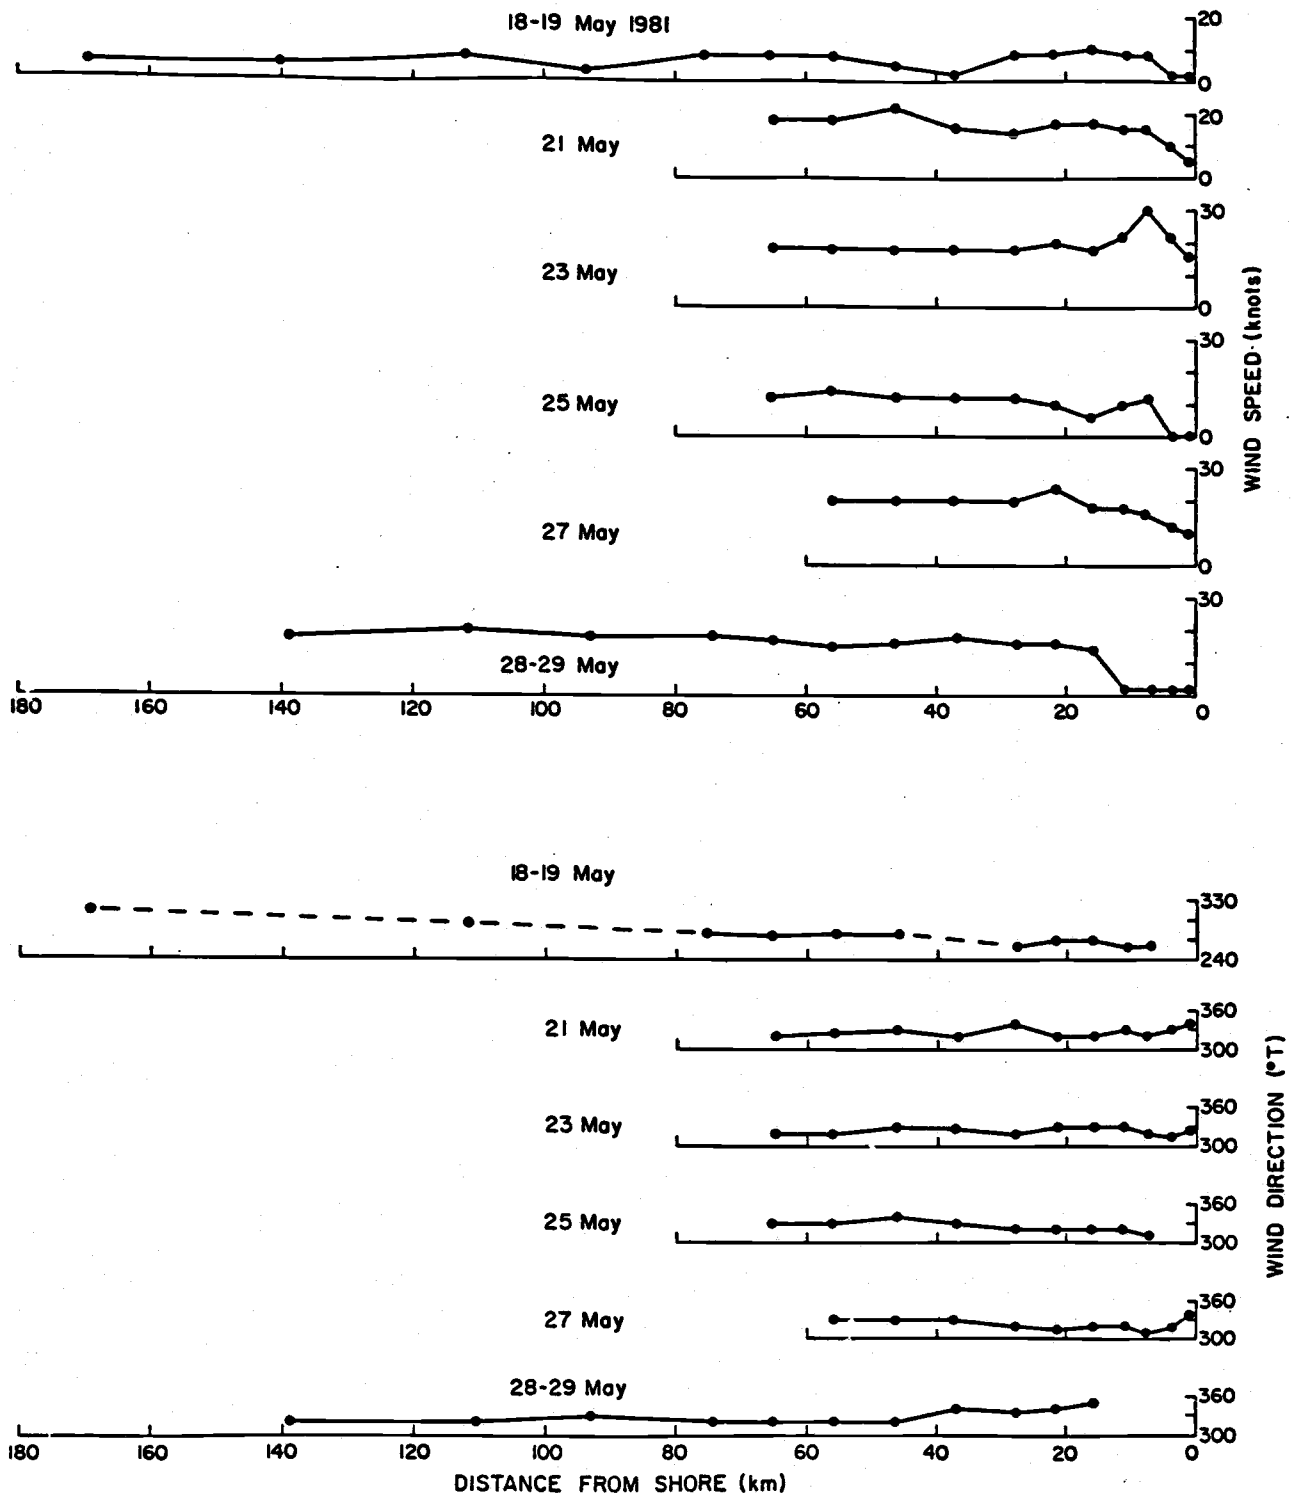 18-19 May 1981
20
0
21 May
20
0
23 May
30
0
25 May
30
0
27 May
30
0
28-29 May
30
WIND SPEED (knots)
180 160 140 120 100 80 60 40 20 0
18-19 May
330
240
21 May
360
300
23 May
360
300
25 May
360
300
27 May
360
300
28-29 May
360
300
WIND DIRECTION (°T)
180 160 140 120 100 80 60 40 20 0
DISTANCE FROM SHORE (km)